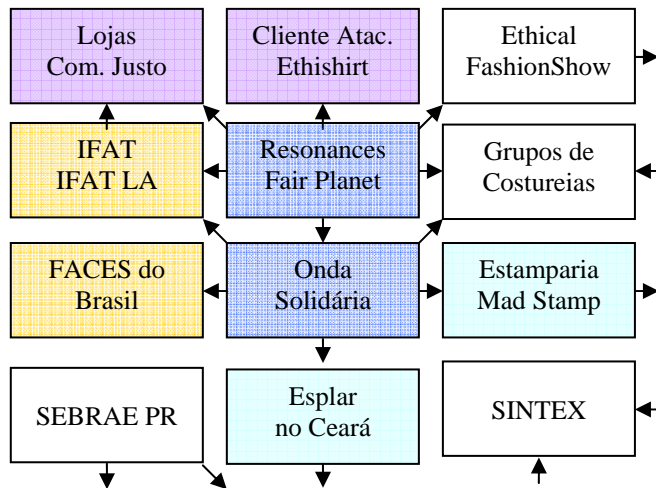 Lojas
Com. Justo
Cliente Atac.
Ethishirt
Ethical
FashionShow
IFAT
IFAT LA
Resonances
Fair Planet
Grupos de
Costureias
FACES do
Brasil
Onda
Solidária
Estamparia
Mad Stamp
SEBRAE PR
Esplar
no Ceará
SINTEX